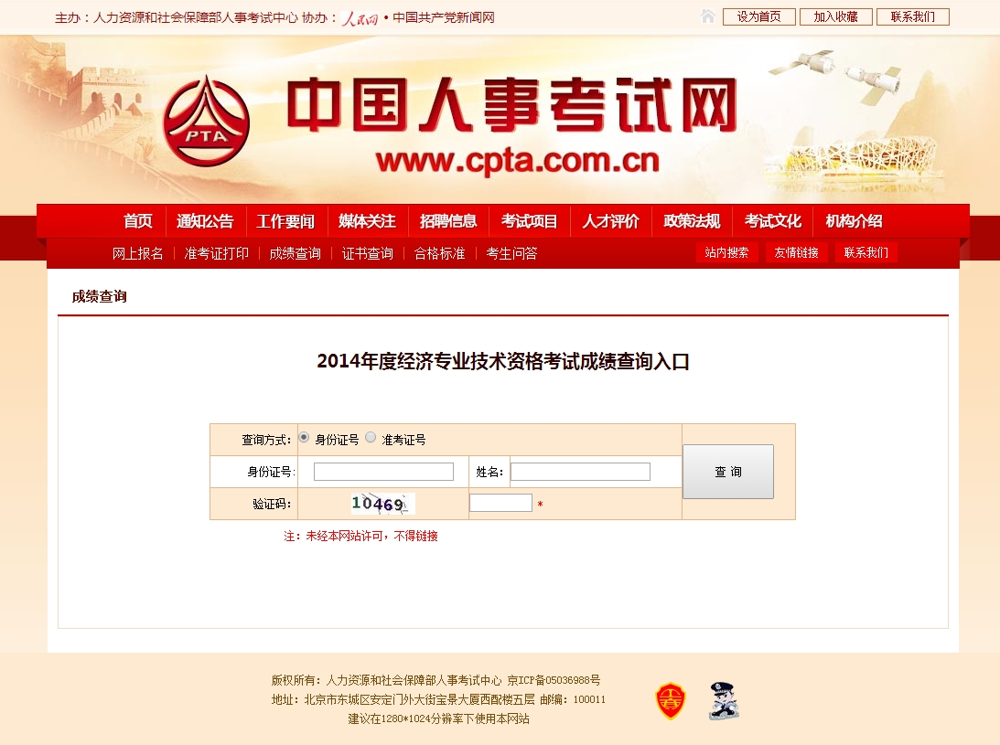 主办：人力资源和社会保障部人事考试中心 协办：人民网 • 中国共产党新闻网
设为首页 加入收藏 联系我们
PTA
中国人事考试网
www.cpta.com.cn
首页 通知公告 工作要闻 媒体关注 招聘信息 考试项目 人才评价 政策法规 考试文化 机构介绍
网上报名 准考证打印 成绩查询 证书查询 合格标准 考生问答 站内搜索 友情链接 联系我们
成绩查询
2014年度经济专业技术资格考试成绩查询入口
查询方式： 身份证号 准考证号
身份证号: 姓名：
查 询
验证码： 10469 *
注：未经本网站许可，不得链接
版权所有：人力资源和社会保障部人事考试中心 京ICP备05036988号
地址：北京市东城区安定门外大街宝景大厦西配楼五层 邮编：100011
建议在1280*1024分辨率下使用本网站